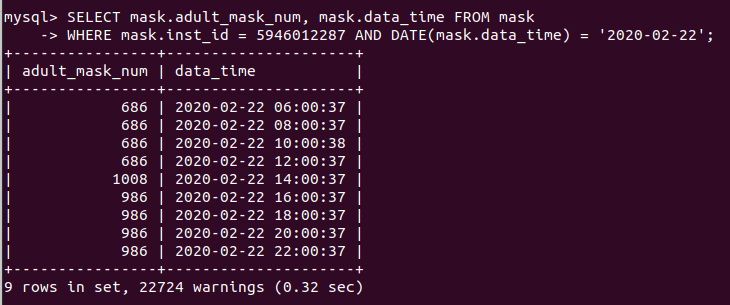 mysql> SELECT mask.adult_mask_num, mask.data_time FROM mask
    -> WHERE mask.inst_id = 5946012287 AND DATE(mask.data_time) = '2020-02-22';
+----------------+---------------------+
| adult_mask_num | data_time           |
+----------------+---------------------+
|            686 | 2020-02-22 06:00:37 |
|            686 | 2020-02-22 08:00:37 |
|            686 | 2020-02-22 10:00:38 |
|            686 | 2020-02-22 12:00:37 |
|           1008 | 2020-02-22 14:00:37 |
|            986 | 2020-02-22 16:00:37 |
|            986 | 2020-02-22 18:00:37 |
|            986 | 2020-02-22 20:00:37 |
|            986 | 2020-02-22 22:00:37 |
+----------------+---------------------+
9 rows in set, 22724 warnings (0.32 sec)